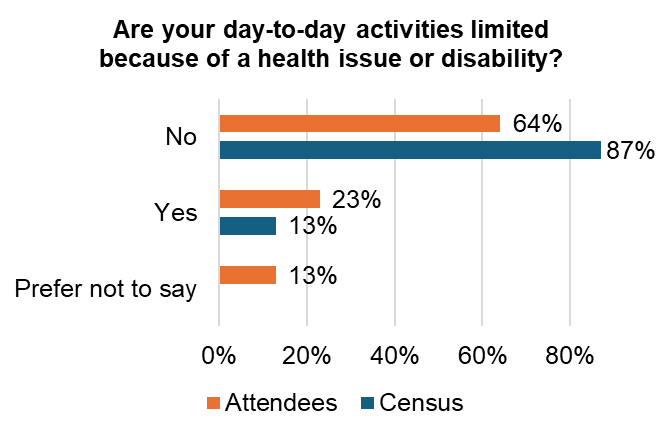 Are your day-to-day activities limited
because of a health issue or disability?
No
64%
87%
Yes
23%
13%
Prefer not to say
13%
0% 20% 40% 60% 80%
Attendees Census